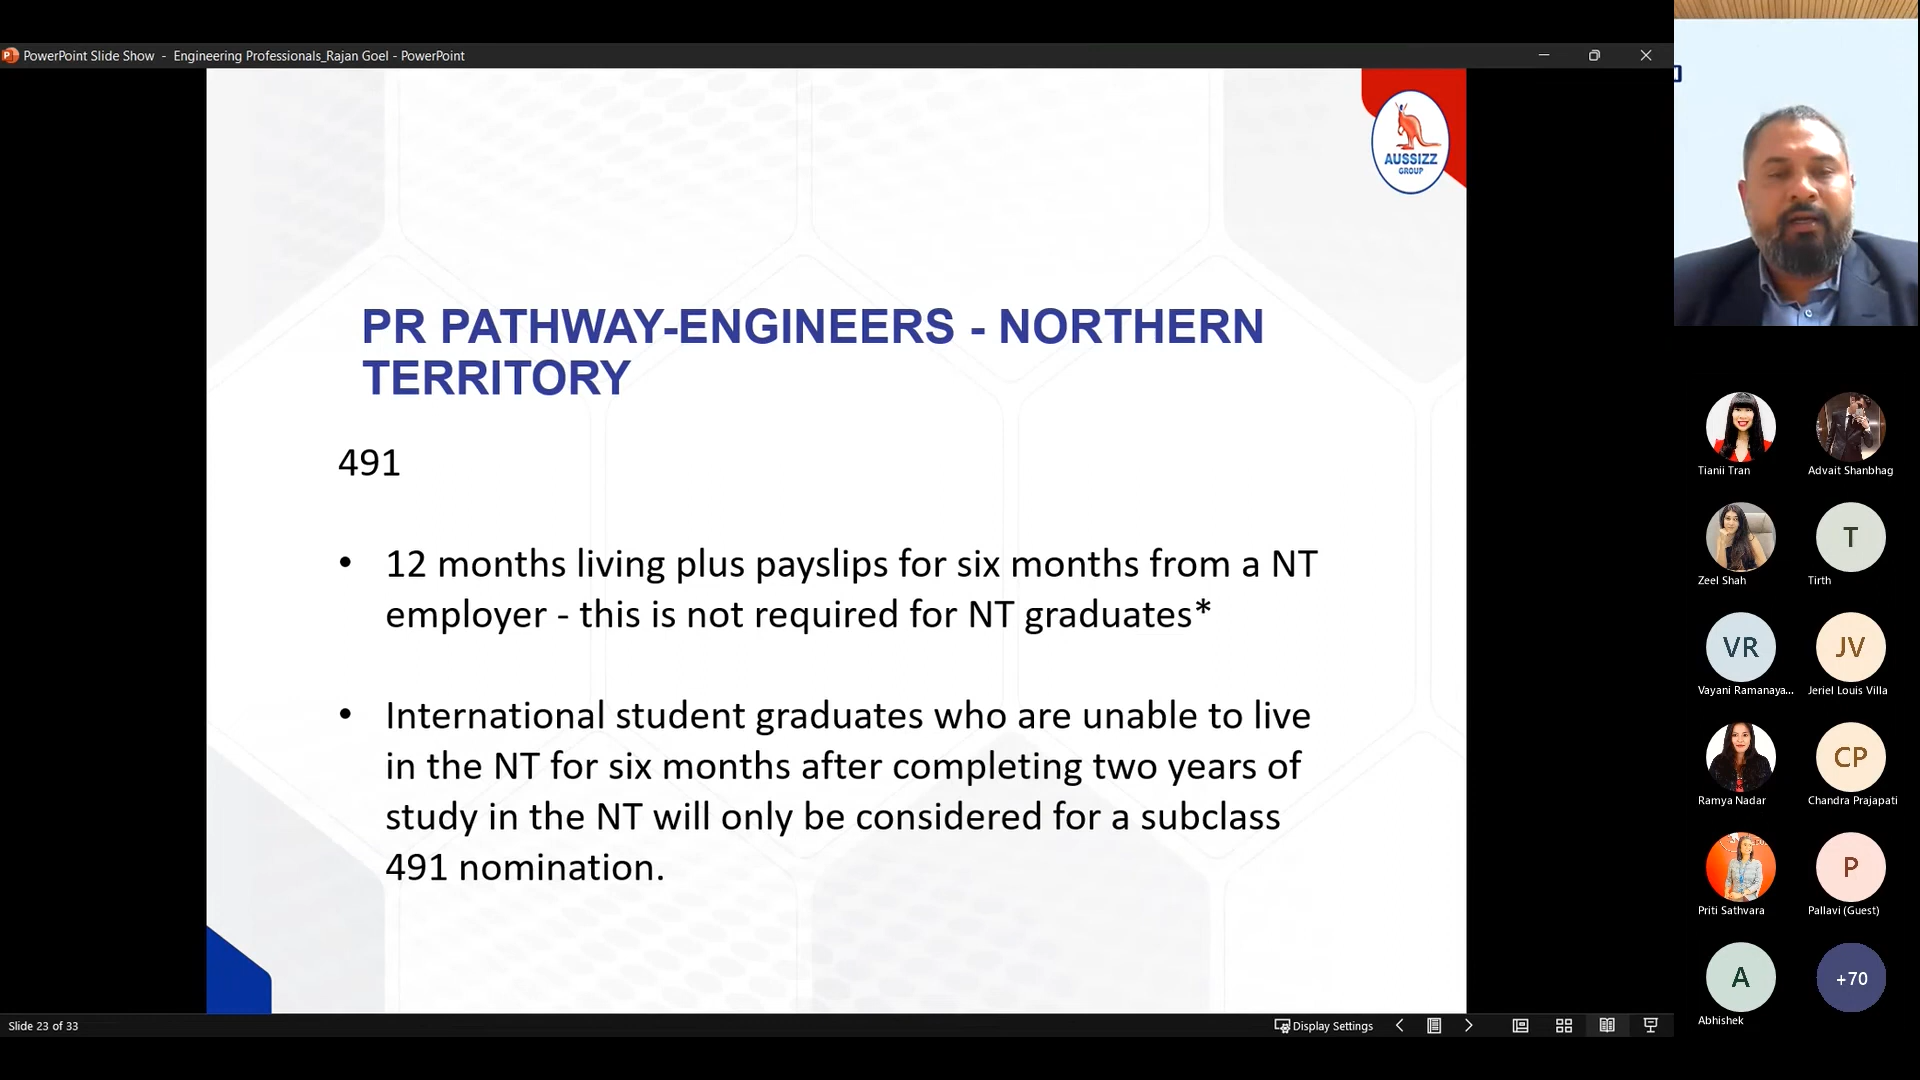 PowerPoint Slide Show - Engineering Professionals_Rajan Goel - PowerPoint
AUSSIZZ
GROUP
PR PATHWAY-ENGINEERS - NORTHERN
TERRITORY
491
• 12 months living plus payslips for six months from a NT
employer - this is not required for NT graduates*
• International student graduates who are unable to live
in the NT for six months after completing two years of
study in the NT will only be considered for a subclass
491 nomination.
Slide 23 of 33
Display Settings
Tianii Tran
Advait Shanbhag
Zeel Shah
T
Tirth
VR
Vayani Ramanaya...
JV
Jeriel Louis Villa
Ramya Nadar
CP
Chandra Prajapati
Priti Sathvara
P
Pallavi (Guest)
A
Abhishek
+70